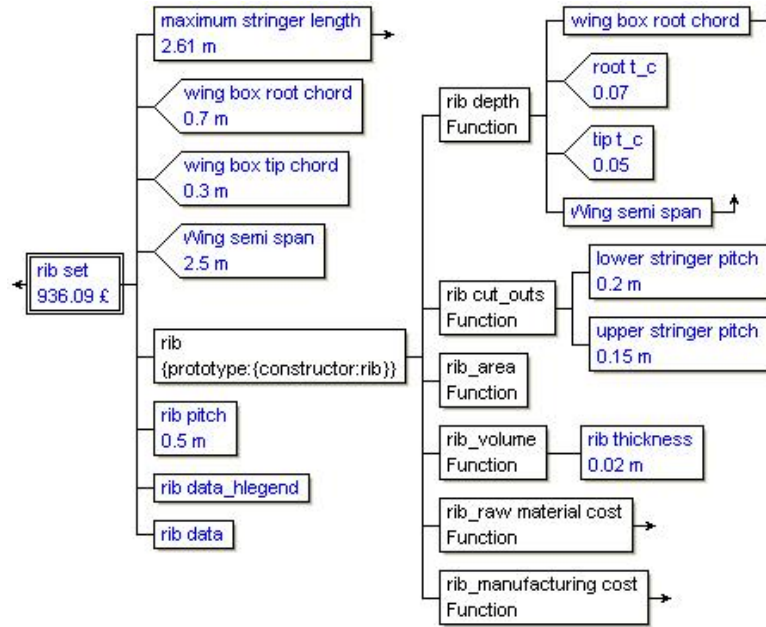 rib set
936.09 £
maximum stringer length
2.61 m
wing box root chord
0.7 m
wing box tip chord
0.3 m
Wing semi span
2.5 m
rib
{prototype:{constructor:rib}}
rib pitch
0.5 m
rib data_hlegend
rib data
rib depth
Function
rib cut_outs
Function
rib_area
Function
rib_volume
Function
rib_raw material cost
Function
rib_manufacturing cost
Function
wing box root chord
root t_c
0.07
tip t_c
0.05
Wing semi span
lower stringer pitch
0.2 m
upper stringer pitch
0.15 m
rib thickness
0.02 m